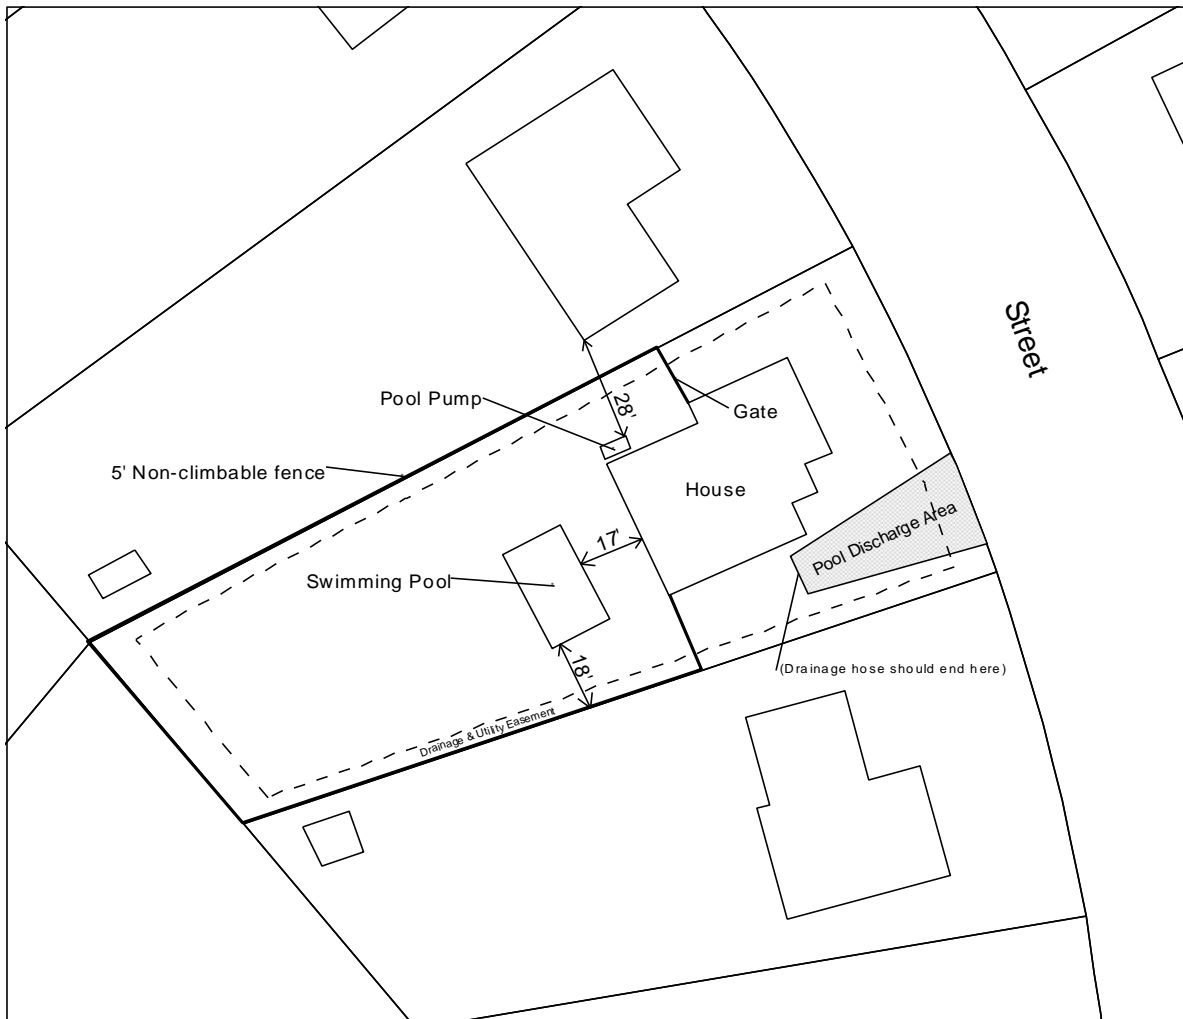 Street
Pool Pump
28'
Gate
5' Non-climbable fence
House
Pool Discharge Area
17'
Swimming Pool
18'
(Drainage hose should end here)
Drainage & Utility Easement